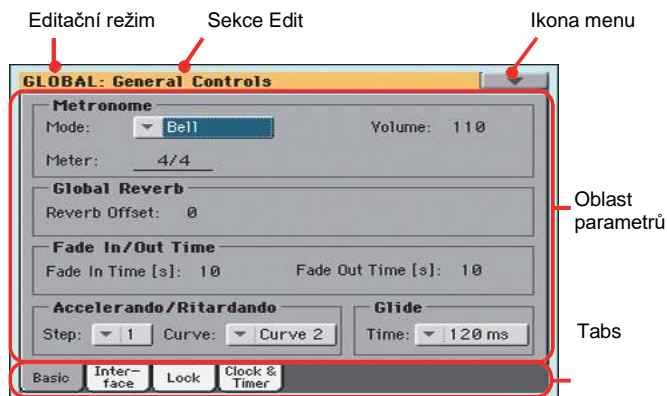 Editační režim Sekce Edit Ikona menu
GLOBAL: General Controls
Metronome
Mode: Bell Volume: 110
Meter: 4/4
Global Reverb
Reverb Offset: 0
Oblast
parametrů
Fade In/Out Time
Fade In Time [s]: 10 Fade Out Time [s]: 10
Accelerando/Ritardando Glide
Step: 1 Curve: Curve 2 Time: 120 ms
Tabs
Basic Inter-
face Lock Clock &
Timer